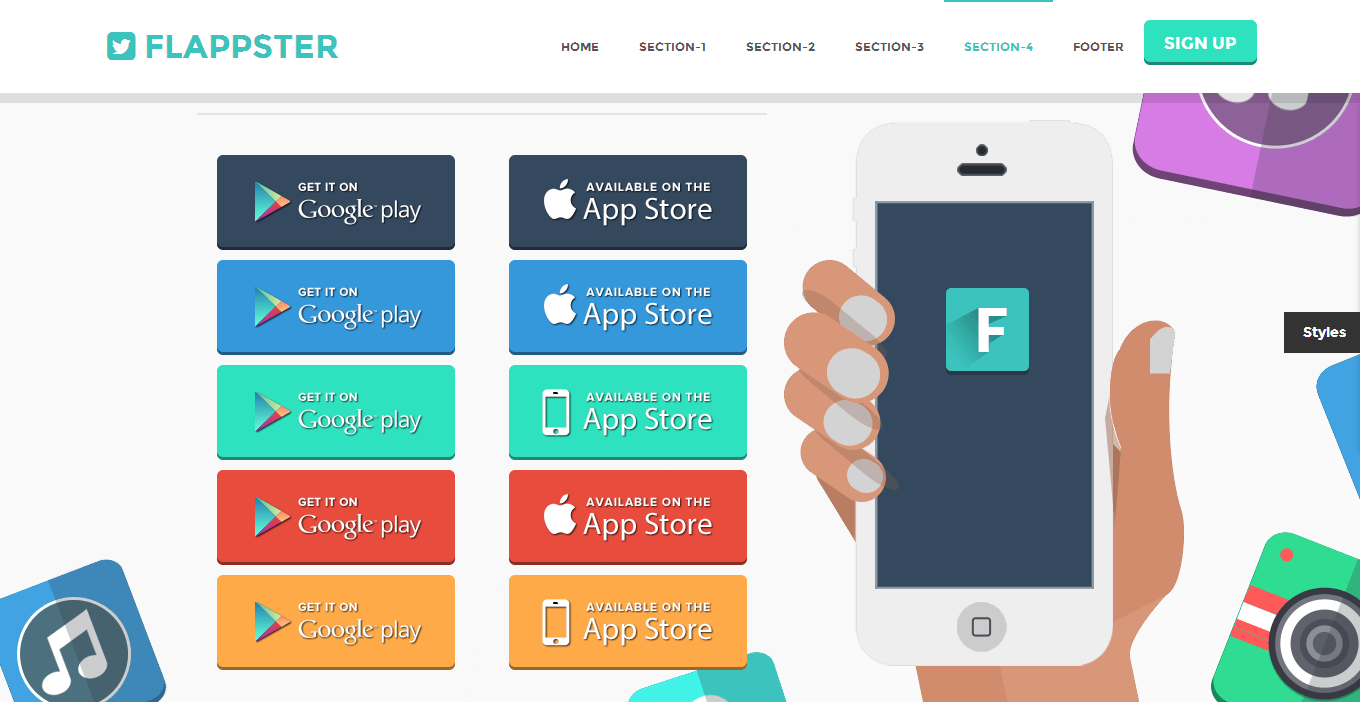 FLAPPSTER
HOME SECTION-1 SECTION-2 SECTION-3 SECTION-4 FOOTER SIGN UP
GET IT ON
Google play
AVAILABLE ON THE
App Store
GET IT ON
Google play
AVAILABLE ON THE
App Store
GET IT ON
Google play
AVAILABLE ON THE
App Store
GET IT ON
Google play
AVAILABLE ON THE
App Store
GET IT ON
Google play
AVAILABLE ON THE
App Store
F
Styles